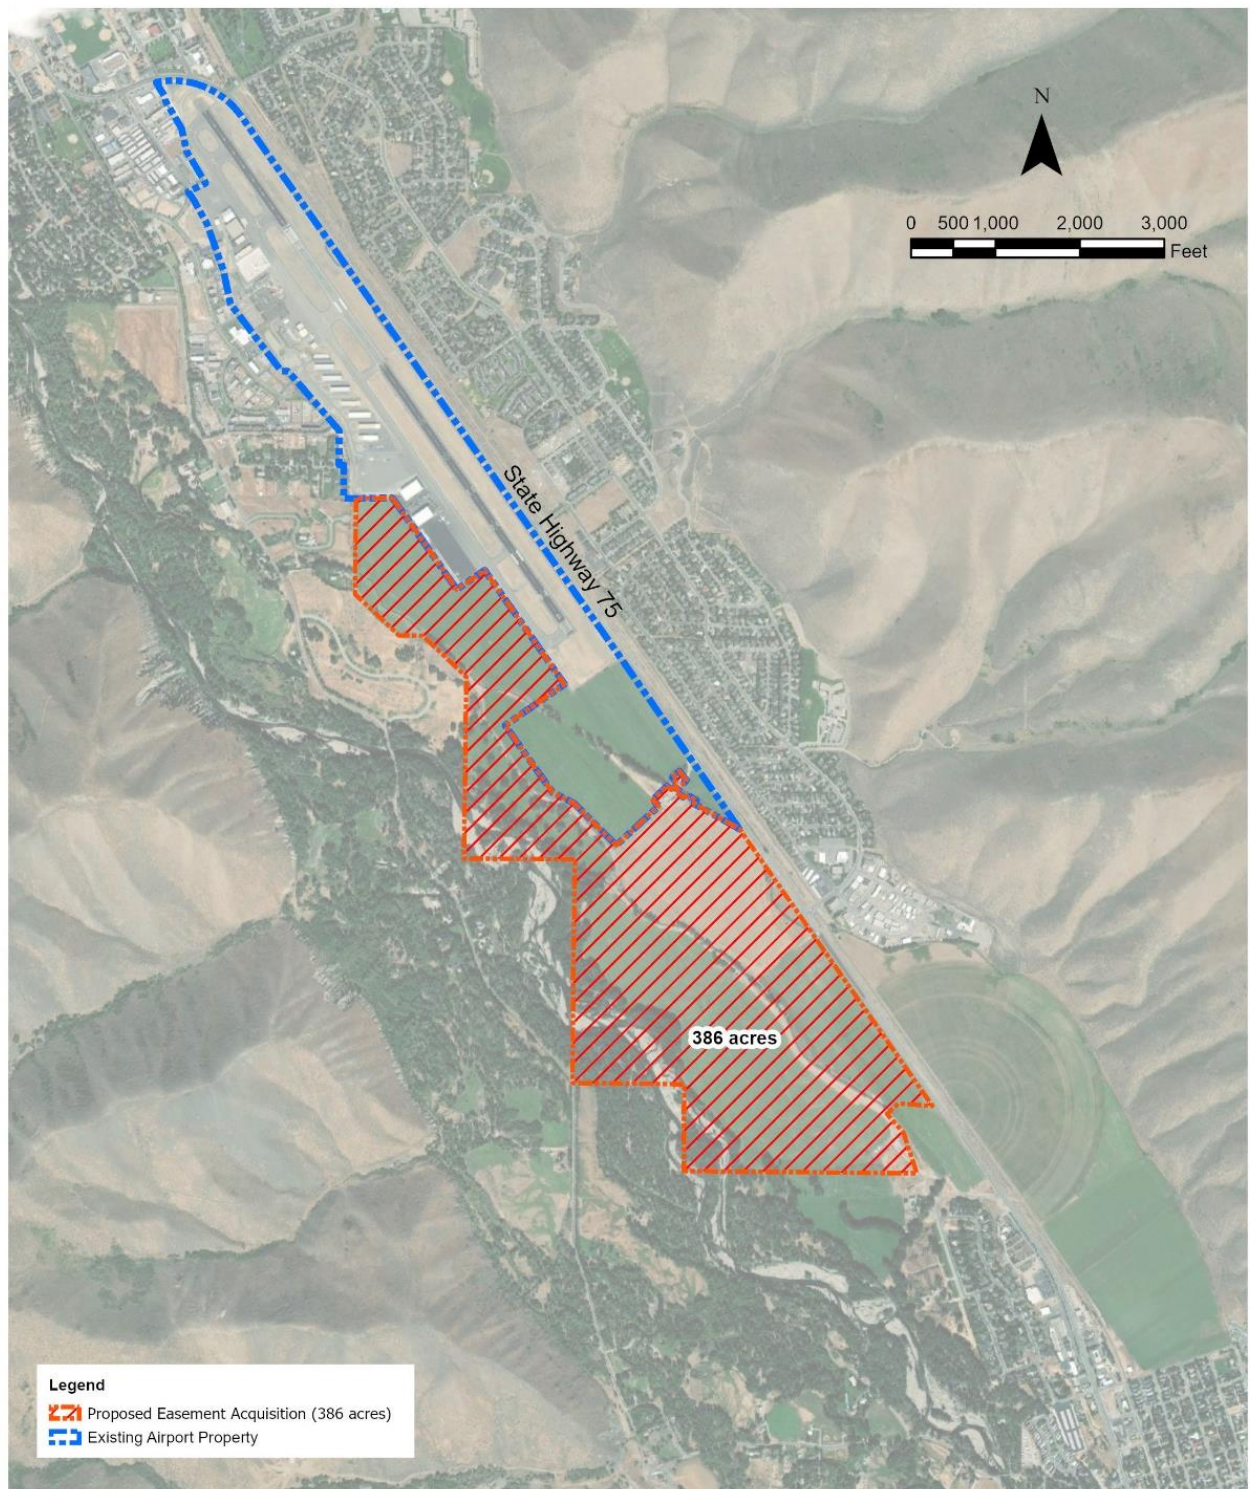 N
0 500 1,000 2,000 3,000
Feet
State Highway 75
386 acres
Legend
Proposed Easement Acquisition (386 acres)
Existing Airport Property